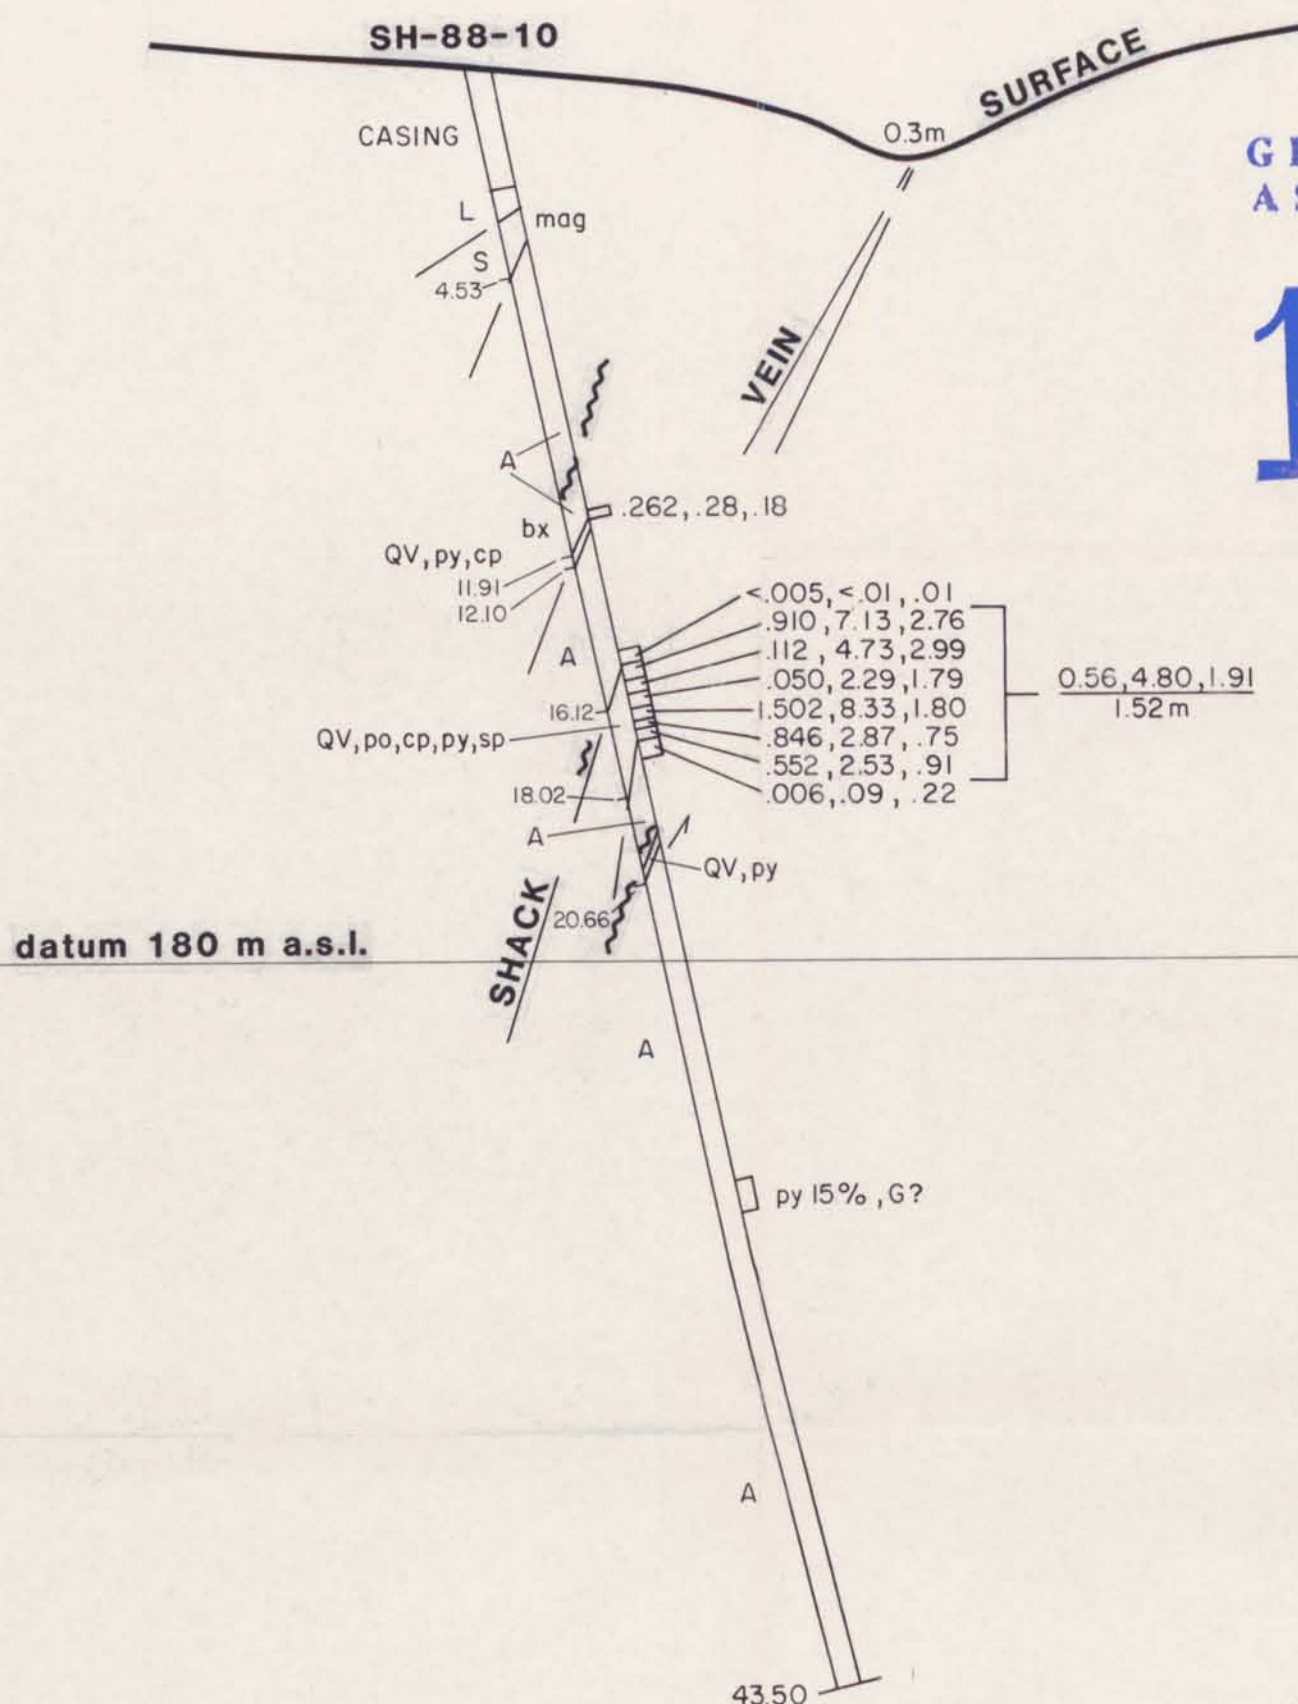 SH-88-10
SURFACE
CASING
0.3m
L
mag
S
4.53
VEIN
A
.262,.28,.18
bx
QV,py,cp
11.91
12.10
<.005,<.01,.01
.910,7.13,2.76
.112,4.73,2.99
.050,2.29,1.79
1.502,8.33,1.80
.846,2.87,.75
.552,2.53,.91
.006,.09,.22
0.56,4.80,1.91
1.52m
A
16.12
QV,po,cp,py,sp
18.02
A
QV,py
20.66
SHACK
datum 180 m a.s.l.
A
py 15%,G?
A
43.50
G
A
1